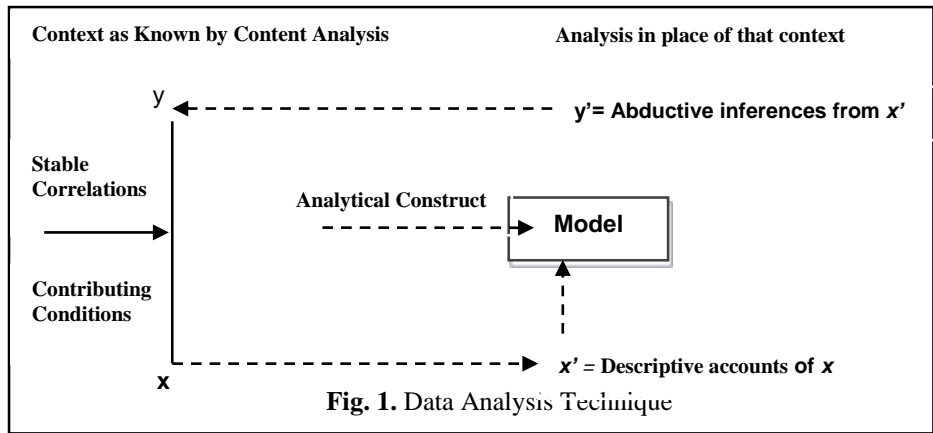 Context as Known by Content Analysis
Analysis in place of that context
y
y’= Abductive inferences from x’
Stable
Correlations
Analytical Construct
Model
Contributing
Conditions
x
x’ = Descriptive accounts of x
Fig. 1. Data Analysis Technique